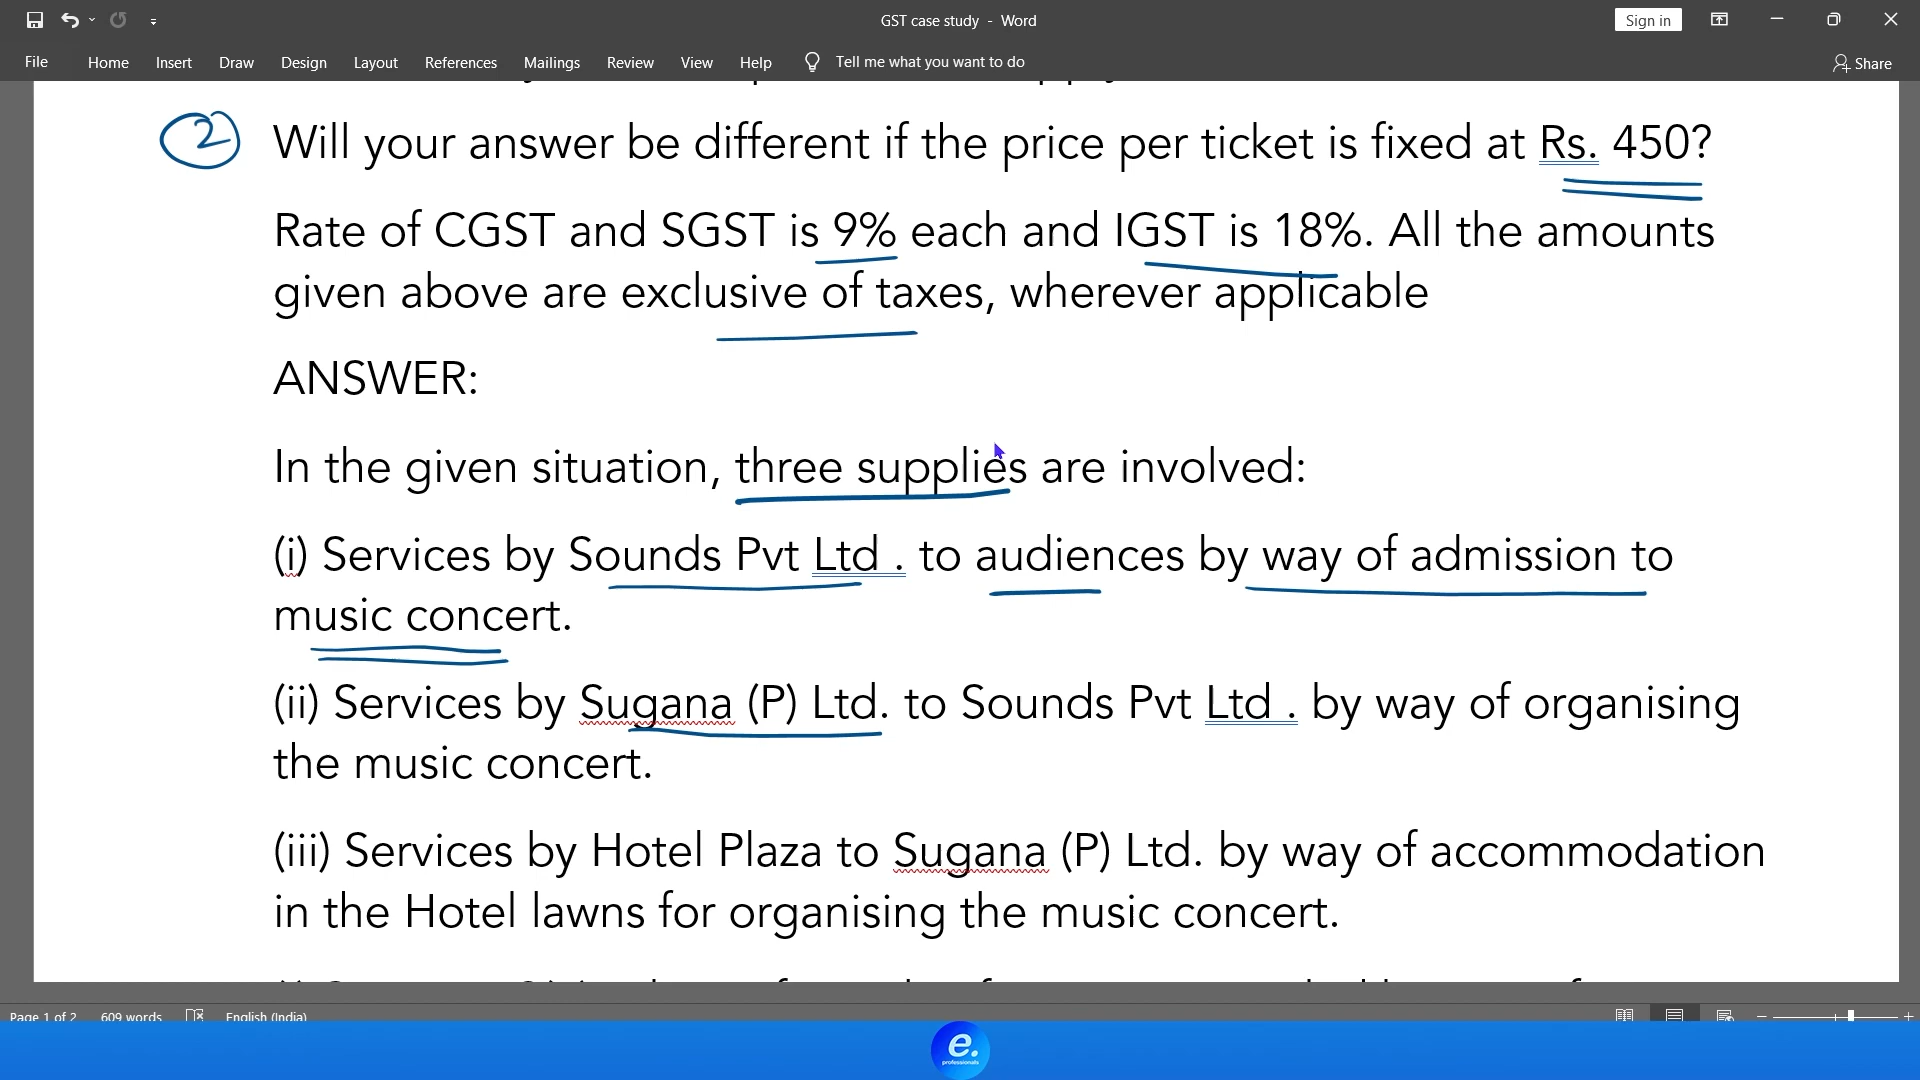 GST case study - Word
Sign in
File Home Insert Draw Design Layout References Mailings Review View Help Tell me what you want to do Share
2 Will your answer be different if the price per ticket is fixed at Rs. 450?
Rate of CGST and SGST is 9% each and IGST is 18%. All the amounts
given above are exclusive of taxes, wherever applicable
ANSWER:
In the given situation, three supplies are involved:
(i) Services by Sounds Pvt Ltd . to audiences by way of admission to
music concert.
(ii) Services by Sugana (P) Ltd. to Sounds Pvt Ltd . by way of organising
the music concert.
(iii) Services by Hotel Plaza to Sugana (P) Ltd. by way of accommodation
in the Hotel lawns for organising the music concert.
Page 1 of 2 609 words English (India)
e.
professionals